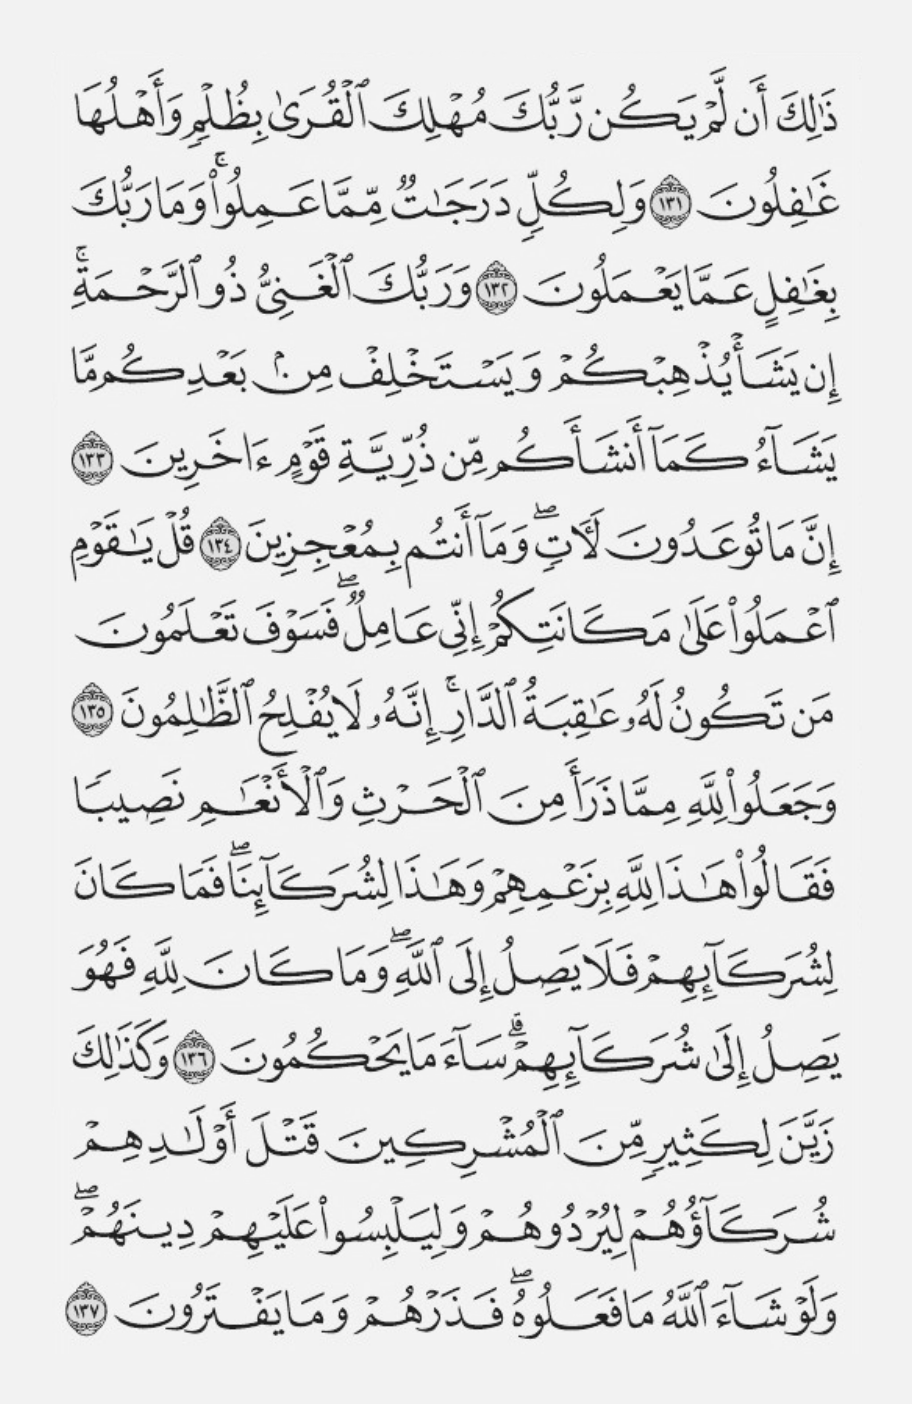 ذَٰلِكَ أَن لَّمْ يَكُن رَّبُّكَ مُهْلِكَ ٱلْقُرَىٰ بِظُلْمٍ وَأَهْلُهَا
غَٰفِلُونَ ١٣١ وَلِكُلٍّ دَرَجَٰتٌ مِّمَّا عَمِلُوا۟ ۚ وَمَا رَبُّكَ
بِغَٰفِلٍ عَمَّا يَعْمَلُونَ ١٣٢ وَرَبُّكَ ٱلْغَنِىُّ ذُو ٱلرَّحْمَةِ ۚ
إِن يَشَأْ يُذْهِبْكُمْ وَيَسْتَخْلِفْ مِنۢ بَعْدِكُم مَّا
يَشَآءُ كَمَآ أَنشَأَكُم مِّن ذُرِّيَّةِ قَوْمٍ ءَاخَرِينَ ١٣٣
إِنَّ مَا تُوعَدُونَ لَءَاتٍ ۖ وَمَآ أَنتُم بِمُعْجِزِينَ ١٣٤ قُلْ يَٰقَوْمِ
ٱعْمَلُوا۟ عَلَىٰ مَكَانَتِكُمْ إِنِّى عَامِلٌ ۖ فَسَوْفَ تَعْلَمُونَ
مَن تَكُونُ لَهُۥ عَٰقِبَةُ ٱلدَّارِ ۚ إِنَّهُۥ لَا يُفْلِحُ ٱلظَّٰلِمُونَ ١٣٥
وَجَعَلُوا۟ لِلَّهِ مِمَّا ذَرَأَ مِنَ ٱلْحَرْثِ وَٱلْأَنْعَٰمِ نَصِيبًا
فَقَالُوا۟ هَٰذَا لِلَّهِ بِزَعْمِهِمْ وَهَٰذَا لِشُرَكَآئِنَا ۖ فَمَا كَانَ
لِشُرَكَآئِهِمْ فَلَا يَصِلُ إِلَى ٱللَّهِ ۖ وَمَا كَانَ لِلَّهِ فَهُوَ
يَصِلُ إِلَىٰ شُرَكَآئِهِمْ ۗ سَآءَ مَا يَحْكُمُونَ ١٣٦ وَكَذَٰلِكَ
زَيَّنَ لِكَثِيرٍ مِّنَ ٱلْمُشْرِكِينَ قَتْلَ أَوْلَٰدِهِمْ
شُرَكَآؤُهُمْ لِيُرْدُوهُمْ وَلِيَلْبِسُوا۟ عَلَيْهِمْ دِينَهُمْ ۖ
وَلَوْ شَآءَ ٱللَّهُ مَا فَعَلُوهُ ۖ فَذَرْهُمْ وَمَا يَفْتَرُونَ ١٣٧